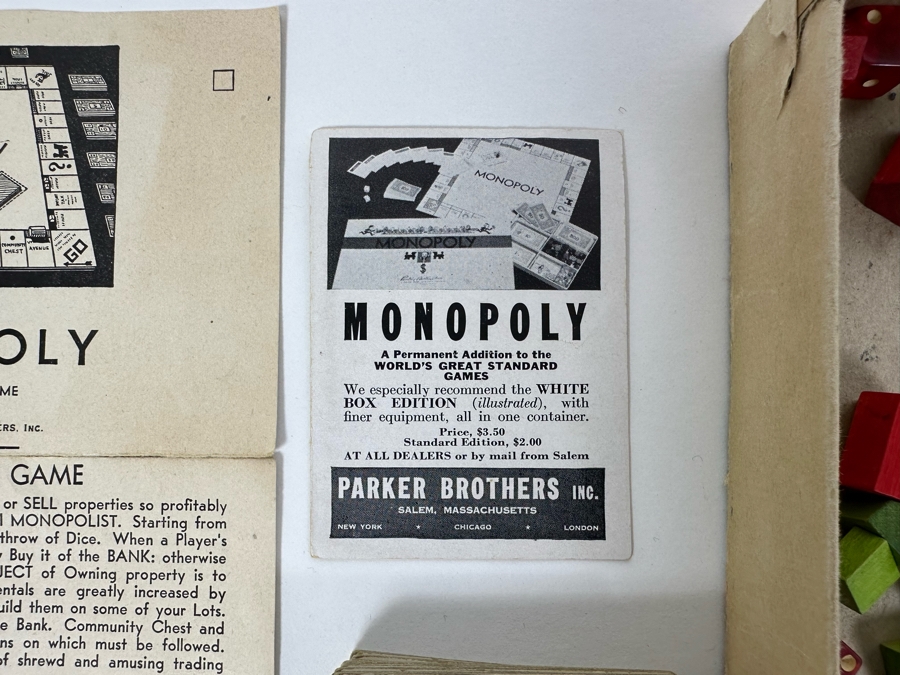 COMMUNITY
CHEST
AVENUE
GO
OLY
ME
ERS, INC.
GAME
or SELL properties so profitably
MONOPOLIST. Starting from
throw of Dice. When a Player's
Buy it of the BANK: otherwise
JECT of Owning property is to
entals are greatly increased by
uild them on some of your Lots.
e Bank. Community Chest and
ns on which must be followed.
of shrewd and amusing trading
MONOPOLY
MONOPOLY
$
MONOPOLY
A Permanent Addition to the
WORLD'S GREAT STANDARD
GAMES
We especially recommend the WHITE
BOX EDITION (illustrated), with
finer equipment, all in one container.
Price, $3.50
Standard Edition, $2.00
AT ALL DEALERS or by mail from Salem
PARKER BROTHERS INC.
SALEM, MASSACHUSETTS
NEW YORK * CHICAGO * LONDON